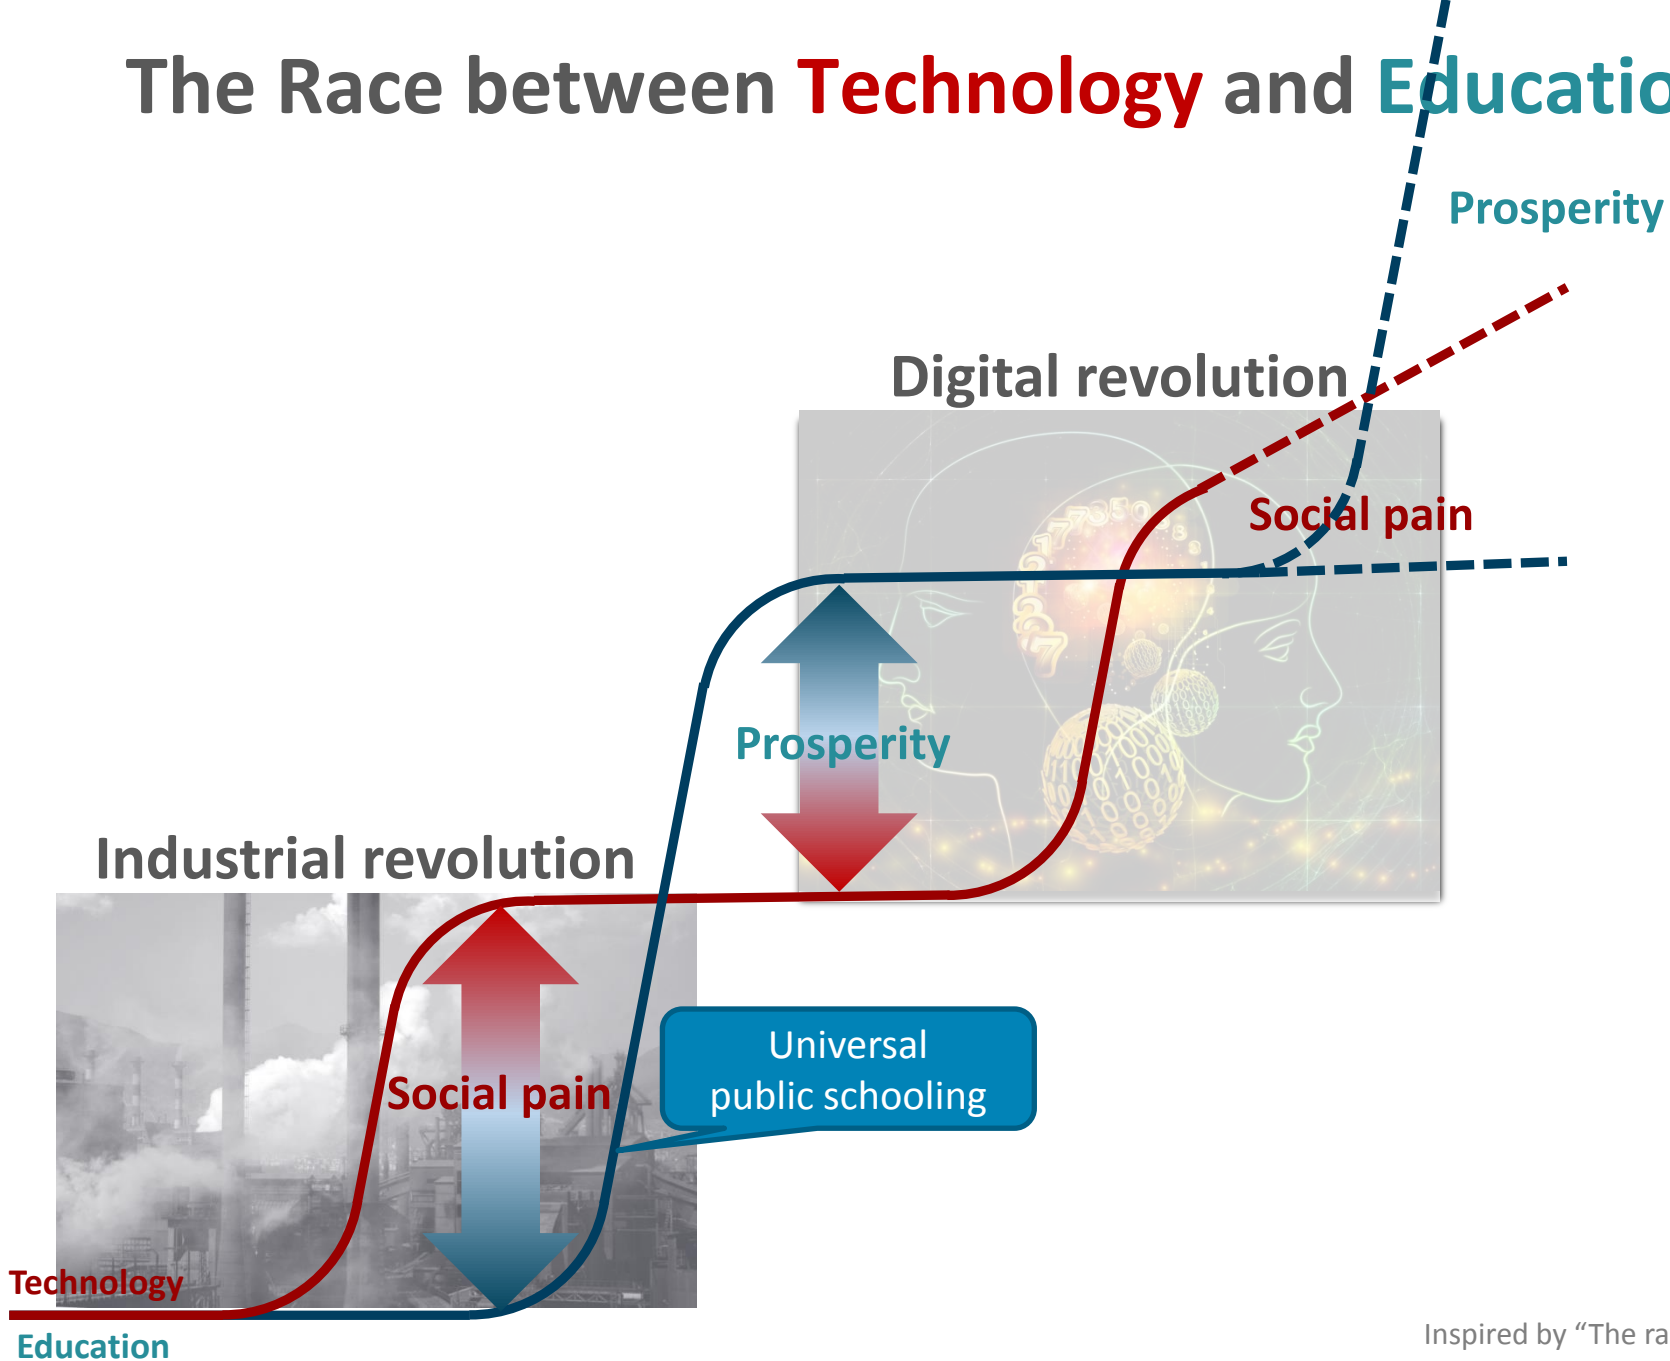 The Race between Technology and Educatio
Prosperity
Digital revolution
Social pain
Prosperity
Industrial revolution
Universal
public schooling
Social pain
Technology
Education
Inspired by “The ra